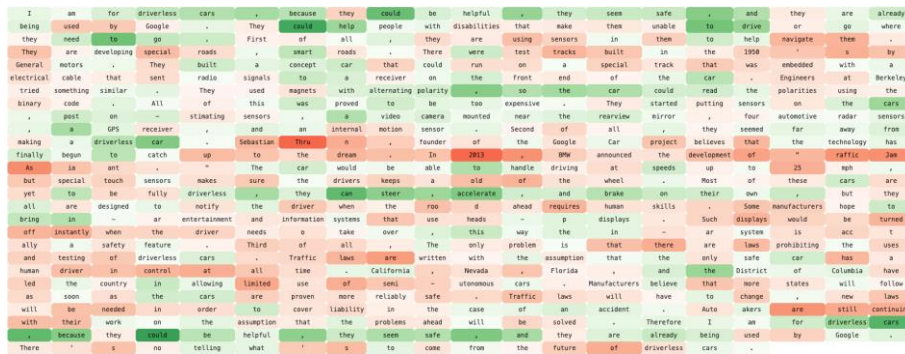 I am for driverless cars , because they could be helpful , they seem safe , and they are already
being used by Google . They could help people with disabilities that make them unable to drive or go where
they need to go . First of all , they are using sensors in them to help navigate them .
They are developing special roads , smart roads . There were test tracks built in the 1950 ' s by
General motors . They built a concept car that could run on a special track that was embedded with a
electrical cable that sent radio signals to a receiver on the front end of the car . Engineers at Berkeley
tried something similar . They used magnets with alternating polarity , so the car could read the polarities using the
binary code . All of this was proved to be too expensive . They started putting sensors on the cars
, post on - stimating sensors , a video camera mounted near the rearview mirror , four automotive radar sensors
, a GPS receiver , and an internal motion sensor . Second of all , they seemed far away from
making a driverless car . Sebastian Thru n , founder of the Google Car project believes that the technology has
finally begun to catch up to the dream . In 2013 , BMW announced the development of " raffic Jam
As ia ant . " The car would be able to handle driving at speeds up to 25 mph ,
but special touch sensors makes sure the drivers keeps a old of the wheel . Most of these cars are
yet to be fully driverless , they can steer , accelerate , and brake on their own , but they
all are designed to notify the driver when the roo d ahead requires human skills . Some manufacturers hope to
bring in - ar entertainment and information systems that use heads - p displays . Such displays would be turned
off instantly when the driver needs o take over , this way the in - ar system is acc t
ally a safety feature . Third of all , The only problem is that there are laws prohibiting the uses
and testing of driverless cars . Traffic laws are written with the assumption that the only safe car has a
human driver in control at all time . California , Nevada , Florida , and the District of Columbia have
led the country in allowing limited use of semi - utonomous cars . Manufacturers believe that more states will follow
as soon as the cars are proven more reliably safe . Traffic laws will have to change , new laws
will be needed in order to cover liability in the case of an accident . Auto akers are still continuin
with their work on the assumption that the problems ahead will be solved . Therefore I am for driverless cars
, because they could be helpful , they seem safe , and they are already being used by Google .
There ' s no telling what ' s to come from the future of driverless cars .